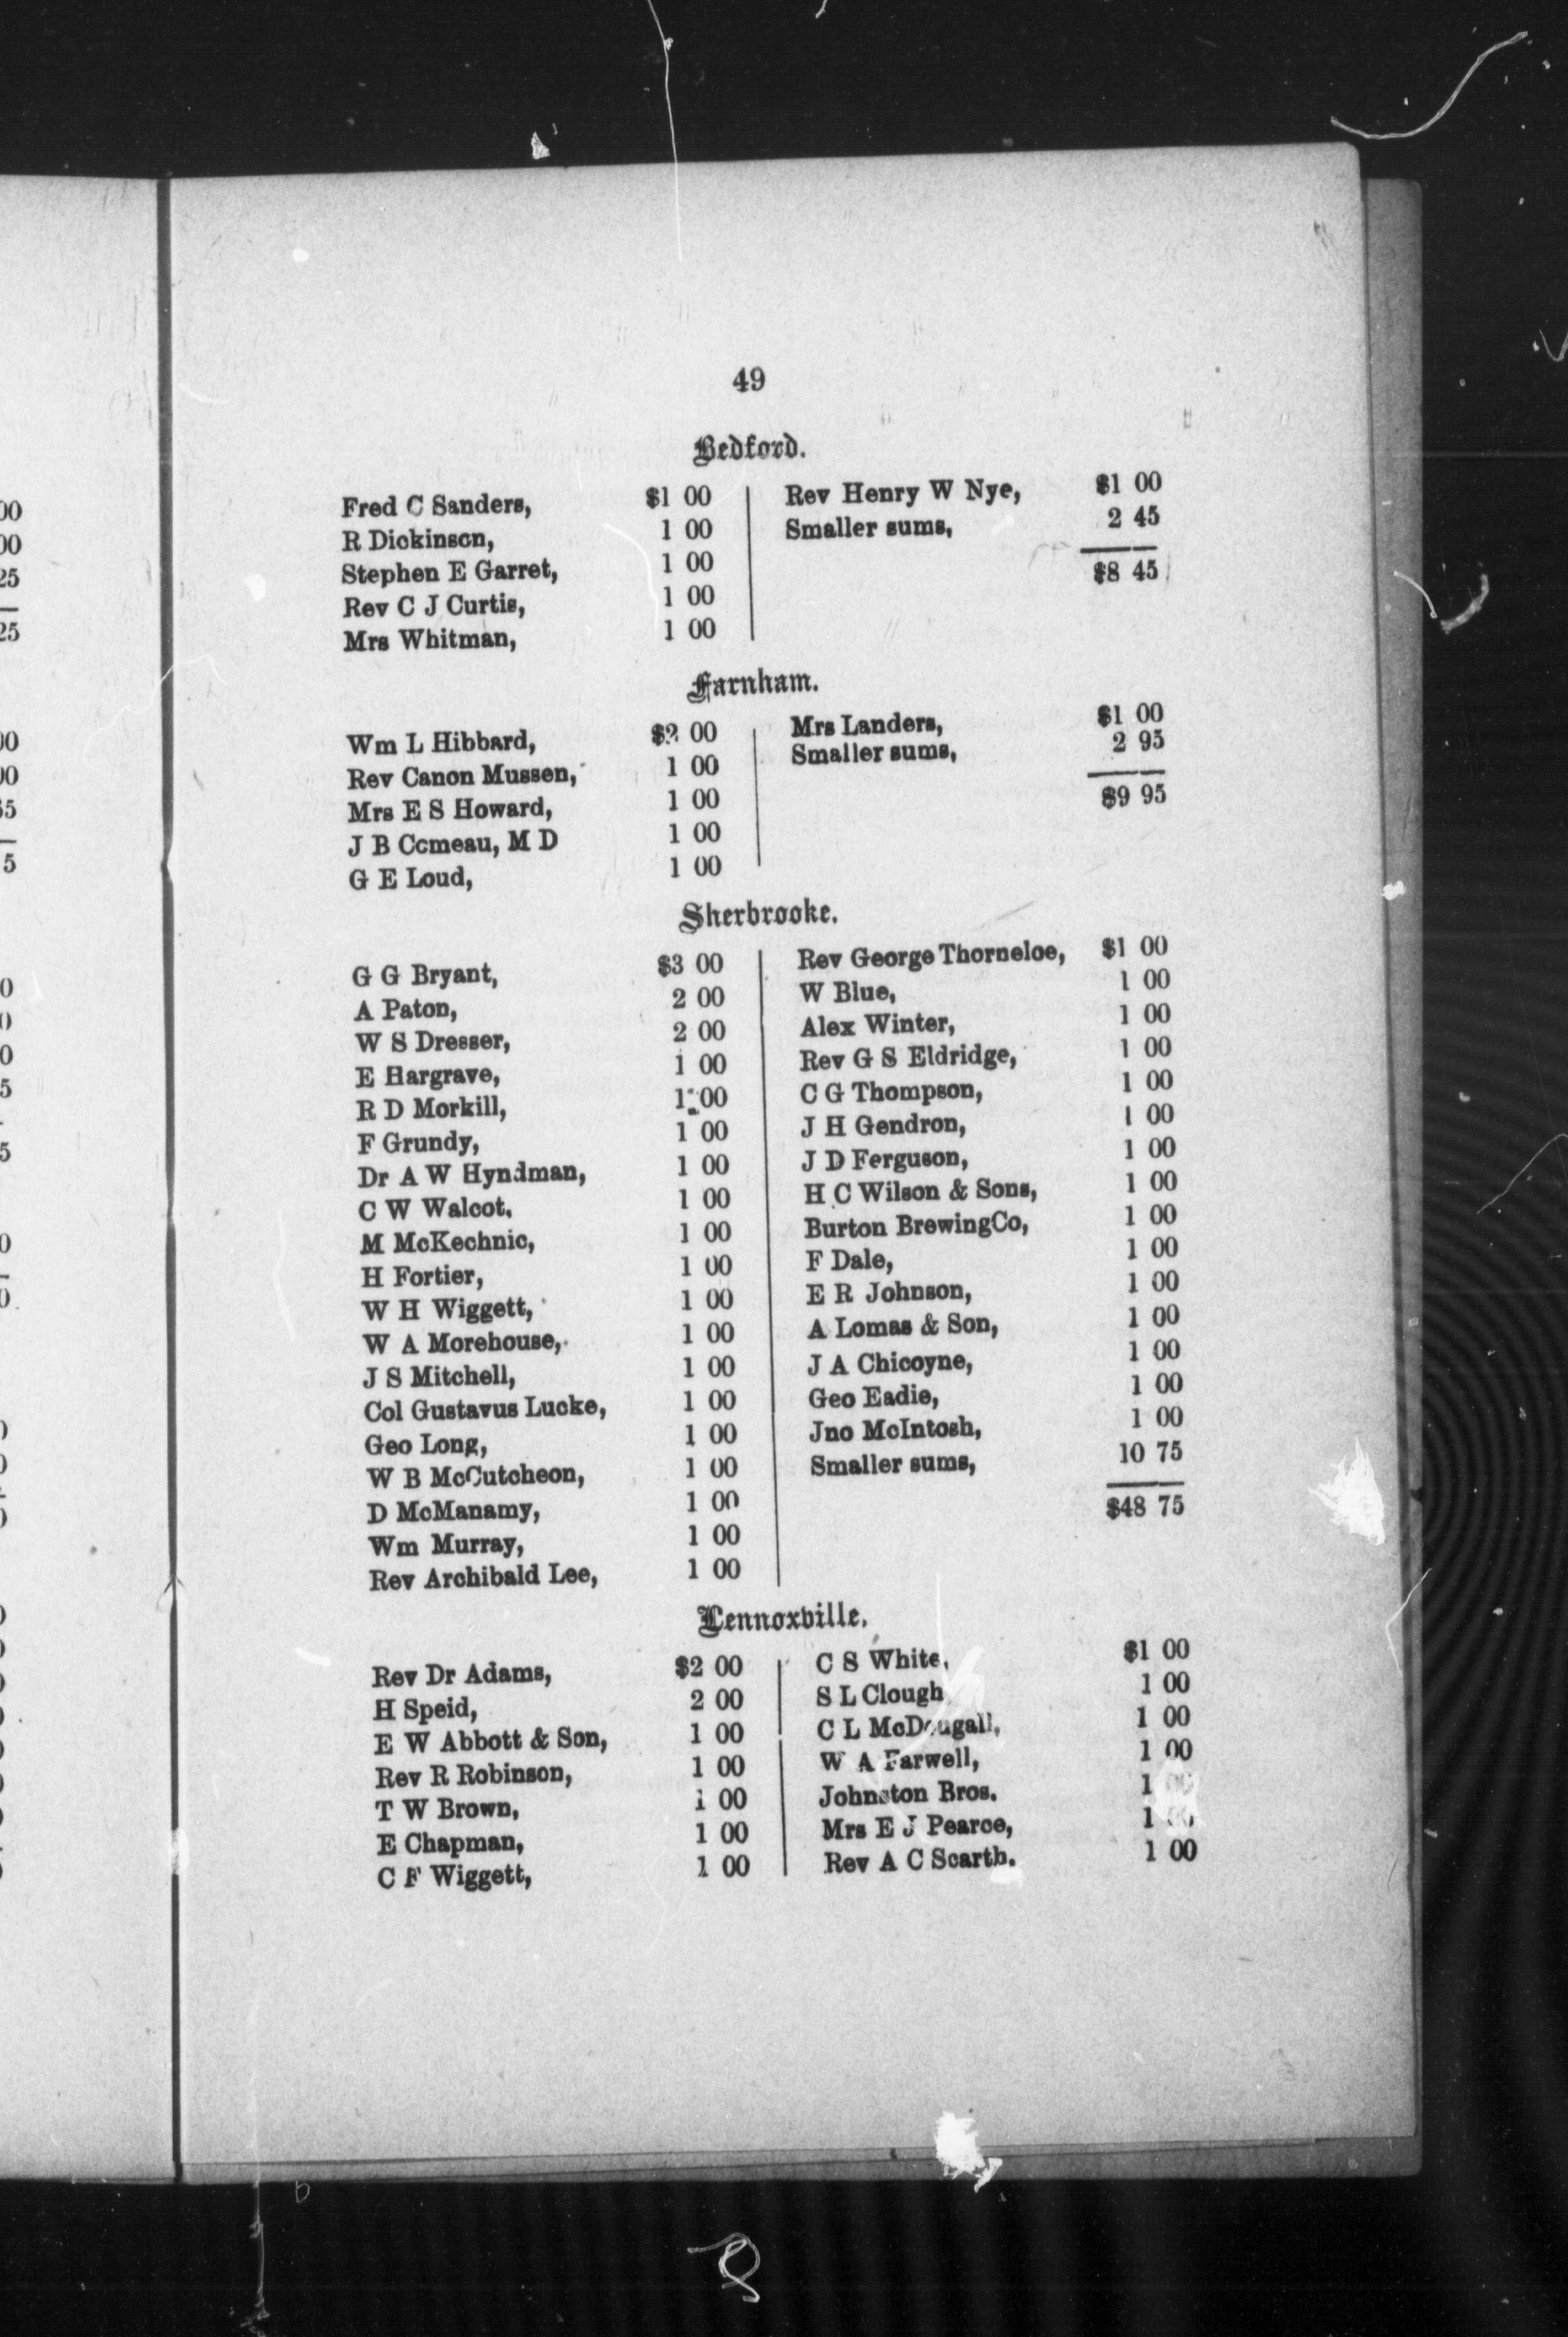 49
Bedford.
Fred C Sanders, $1 00
R Dickinson, 1 00
Stephen E Garret, 1 00
Rev C J Curtis, 1 00
Mrs Whitman, 1 00
Rev Henry W Nye, $1 00
Smaller sums, 2 45
$8 45
Farnham.
Wm L Hibbard, $2 00
Rev Canon Mussen, 1 00
Mrs E S Howard, 1 00
J B Comeau, M D 1 00
G E Loud, 1 00
Mrs Landers, $1 00
Smaller sums, 2 95
$9 95
Sherbrooke.
G G Bryant, $3 00
A Paton, 2 00
W S Dresser, 2 00
E Hargrave, 1 00
R D Morkill, 1 00
F Grundy, 1 00
Dr A W Hyndman, 1 00
C W Walcot. 1 00
M McKechnic, 1 00
H Fortier, 1 00
W H Wiggett, 1 00
W A Morehouse, 1 00
J S Mitchell, 1 00
Col Gustavus Lucke, 1 00
Geo Long, 1 00
W B McCutcheon, 1 00
D McManamy, 1 00
Wm Murray, 1 00
Rev Archibald Lee, 1 00
Rev George Thorneloe, $1 00
W Blue, 1 00
Alex Winter, 1 00
Rev G S Eldridge, 1 00
C G Thompson, 1 00
J H Gendron, 1 00
J D Ferguson, 1 00
H C Wilson & Sons, 1 00
Burton BrewingCo, 1 00
F Dale, 1 00
E R Johnson, 1 00
A Lomas & Son, 1 00
J A Chicoyne, 1 00
Geo Eadie, 1 00
Jno McIntosh, 1 00
Smaller sums, 10 75
$48 75
Lennoxville.
Rev Dr Adams, $2 00
H Speid, 2 00
E W Abbott & Son, 1 00
Rev R Robinson, 1 00
T W Brown, 1 00
E Chapman, 1 00
C F Wiggett, 1 00
C S White, $1 00
S L Clough 1 00
C L McDougall, 1 00
W A Farwell, 1 00
Johnston Bros. 1 00
Mrs E J Pearce, 1 00
Rev A C Scarth. 1 00